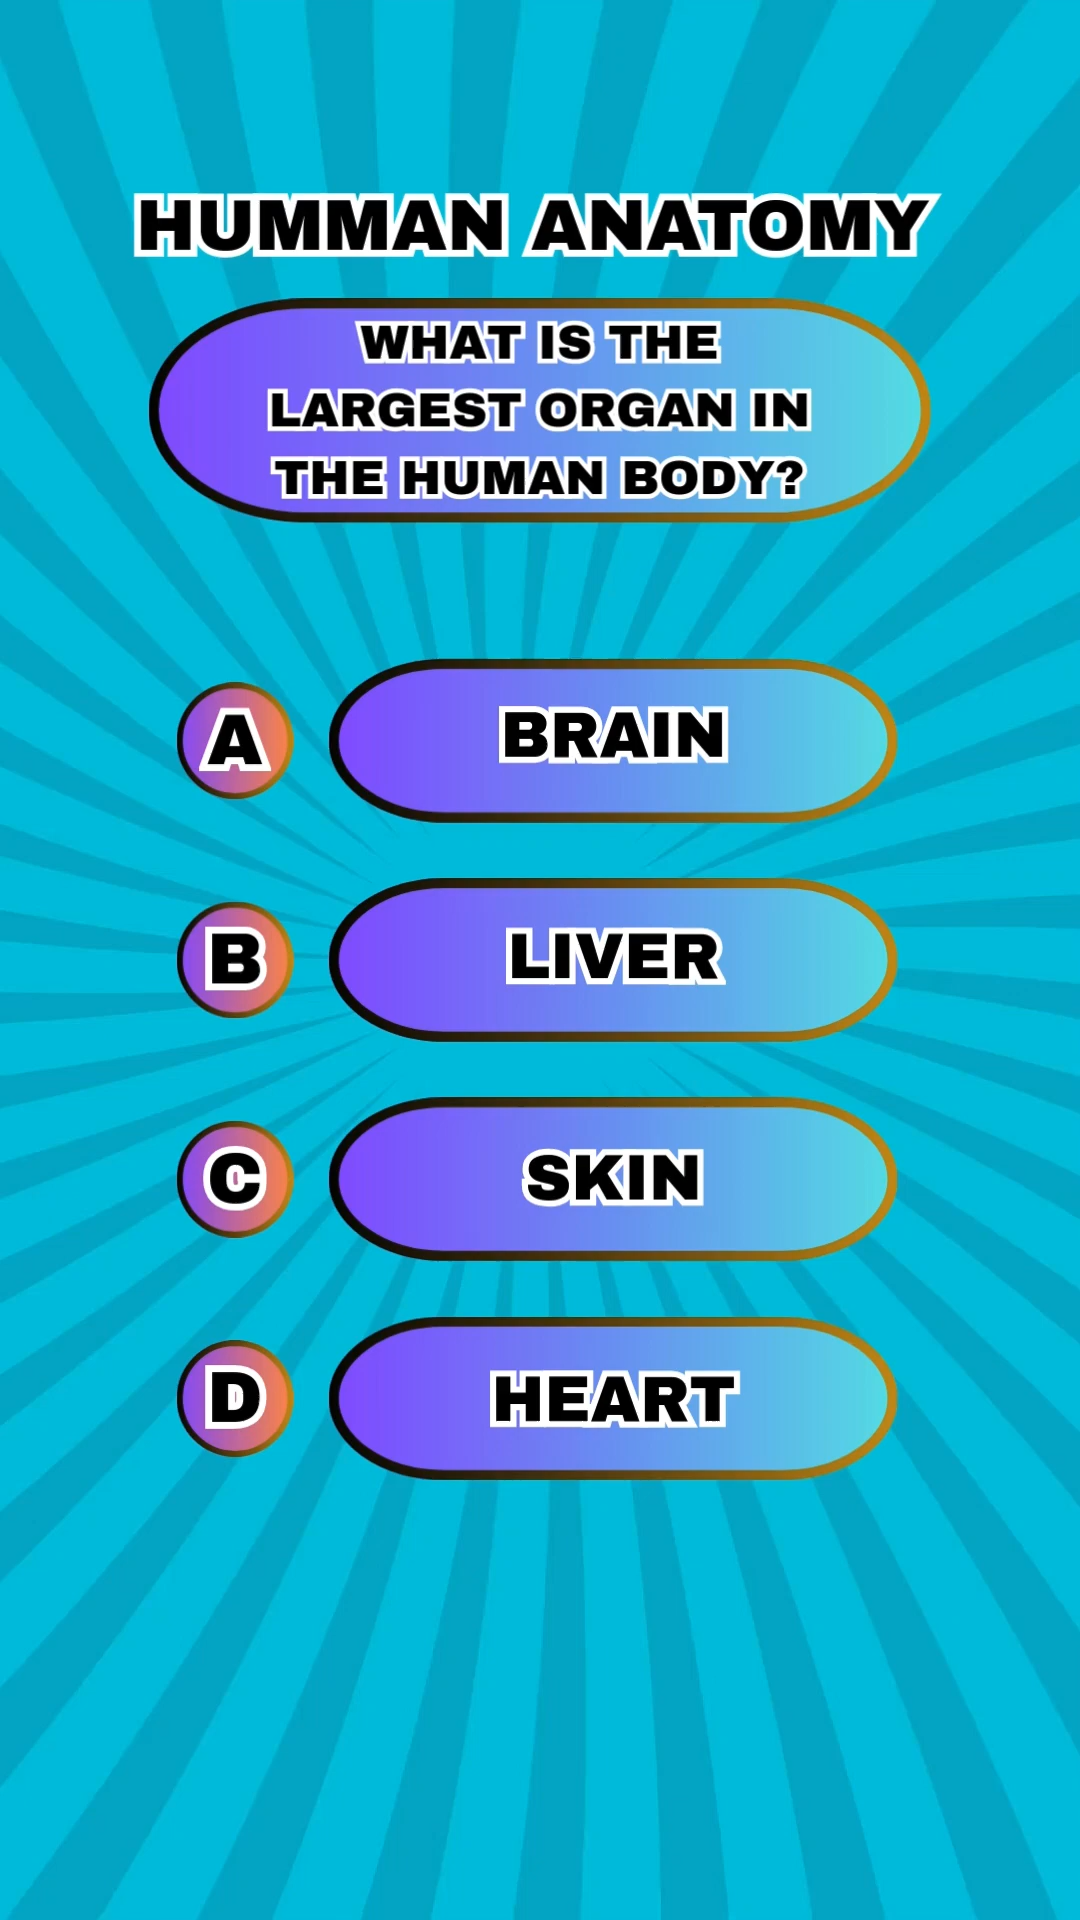 HUMMAN ANATOMY
WHAT IS THE
LARGEST ORGAN IN
THE HUMAN BODY?
A BRAIN
B LIVER
C SKIN
D HEART